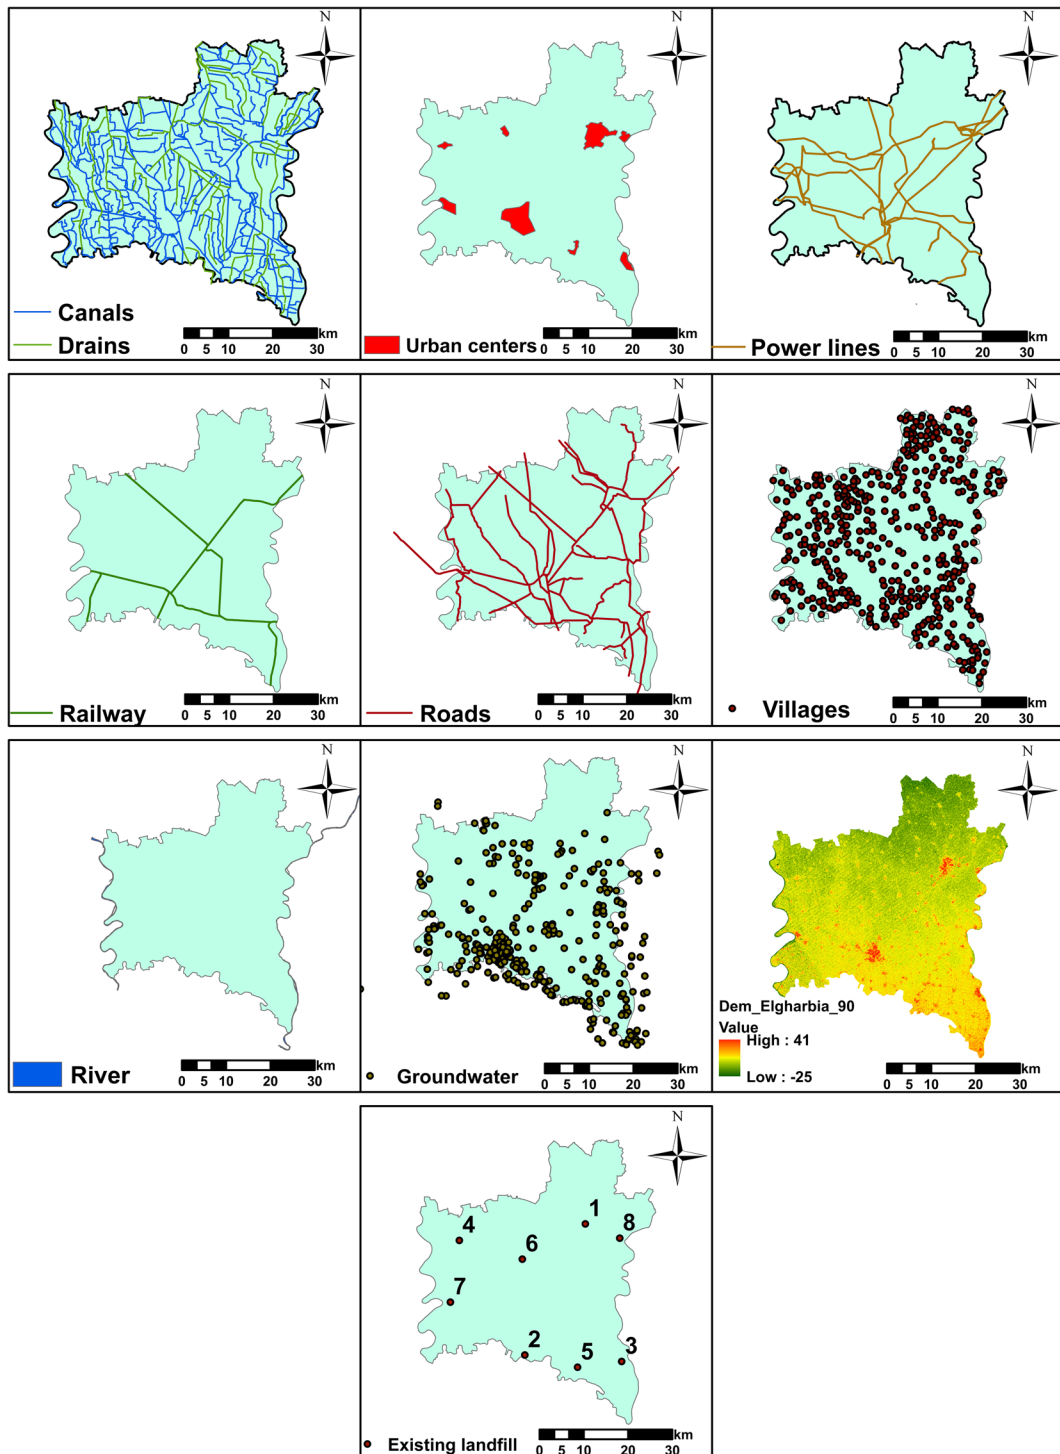 N
Canals
Drains
km
0 5 10 20 30
N
Urban centers
km
0 5 10 20 30
N
Power lines
km
0 5 10 20 30
N
Railway
km
0 5 10 20 30
N
Roads
km
0 5 10 20 30
N
Villages
km
0 5 10 20 30
N
River
km
0 5 10 20 30
N
Groundwater
km
0 5 10 20 30
N
Dem_Elgharbia_90
Value
High : 41
Low : -25
km
0 5 10 20 30
N
1
8
4
6
7
2
5
3
Existing landfill
km
0 5 10 20 30